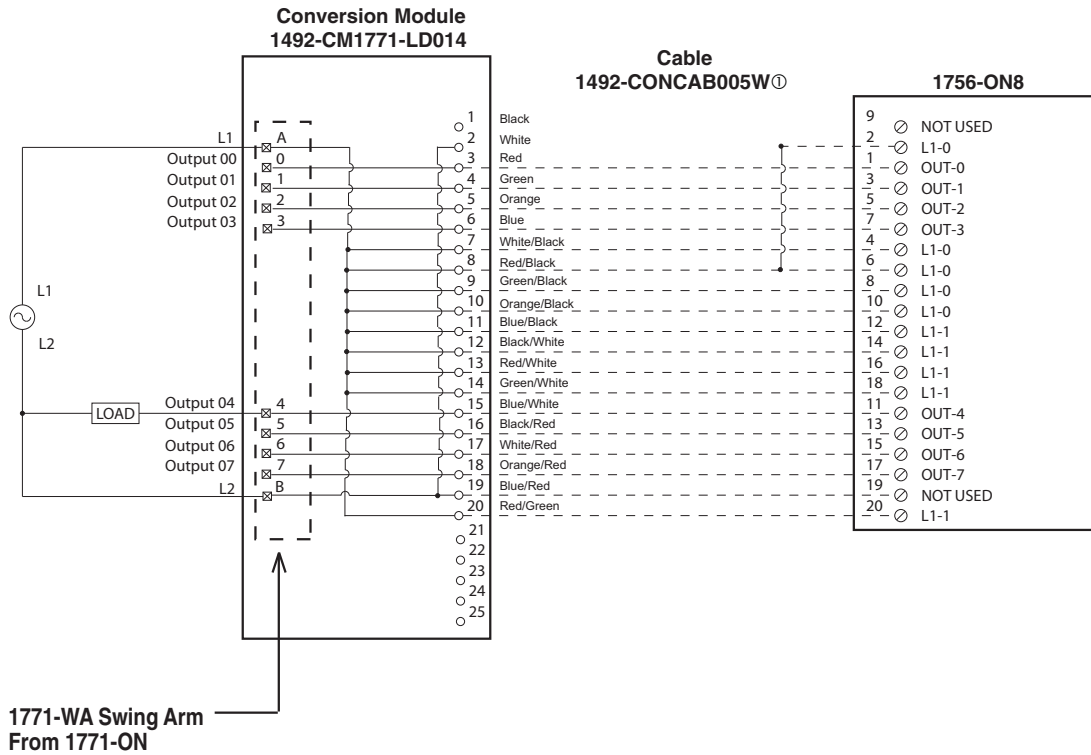 Conversion Module
1492-CM1771-LD014
Cable
1492-CONCAB005W①
1756-ON8
L1
Output 00
Output 01
Output 02
Output 03
A
0
1
2
3
L1
L2
LOAD
Output 04
Output 05
Output 06
Output 07
L2
4
5
6
7
B
1 Black
2 White
3 Red
4 Green
5 Orange
6 Blue
7 White/Black
8 Red/Black
9 Green/Black
10 Orange/Black
11 Blue/Black
12 Black/White
13 Red/White
14 Green/White
15 Blue/White
16 Black/Red
17 White/Red
18 Orange/Red
19 Blue/Red
20 Red/Green
21
22
23
24
25
9 NOT USED
2 L1-0
1 OUT-0
3 OUT-1
5 OUT-2
7 OUT-3
4 L1-0
6 L1-0
8 L1-0
10 L1-0
12 L1-1
14 L1-1
16 L1-1
18 L1-1
11 OUT-4
13 OUT-5
15 OUT-6
17 OUT-7
19 NOT USED
20 L1-1
1771-WA Swing Arm
From 1771-ON